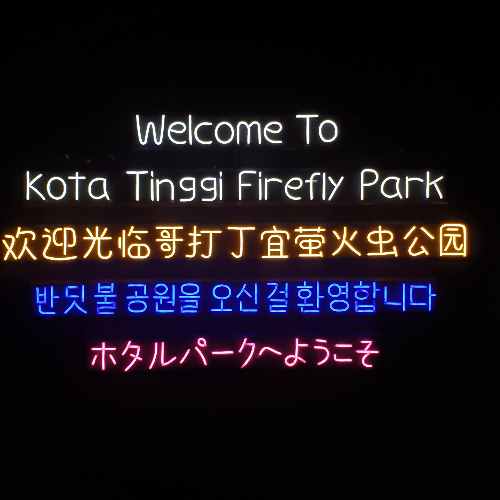 Welcome To
Kota Tinggi Firefly Park
欢迎光临哥打丁宜萤火虫公园
반딧불 공원을 오신걸 환영합니다
ホタルパークへようこそ